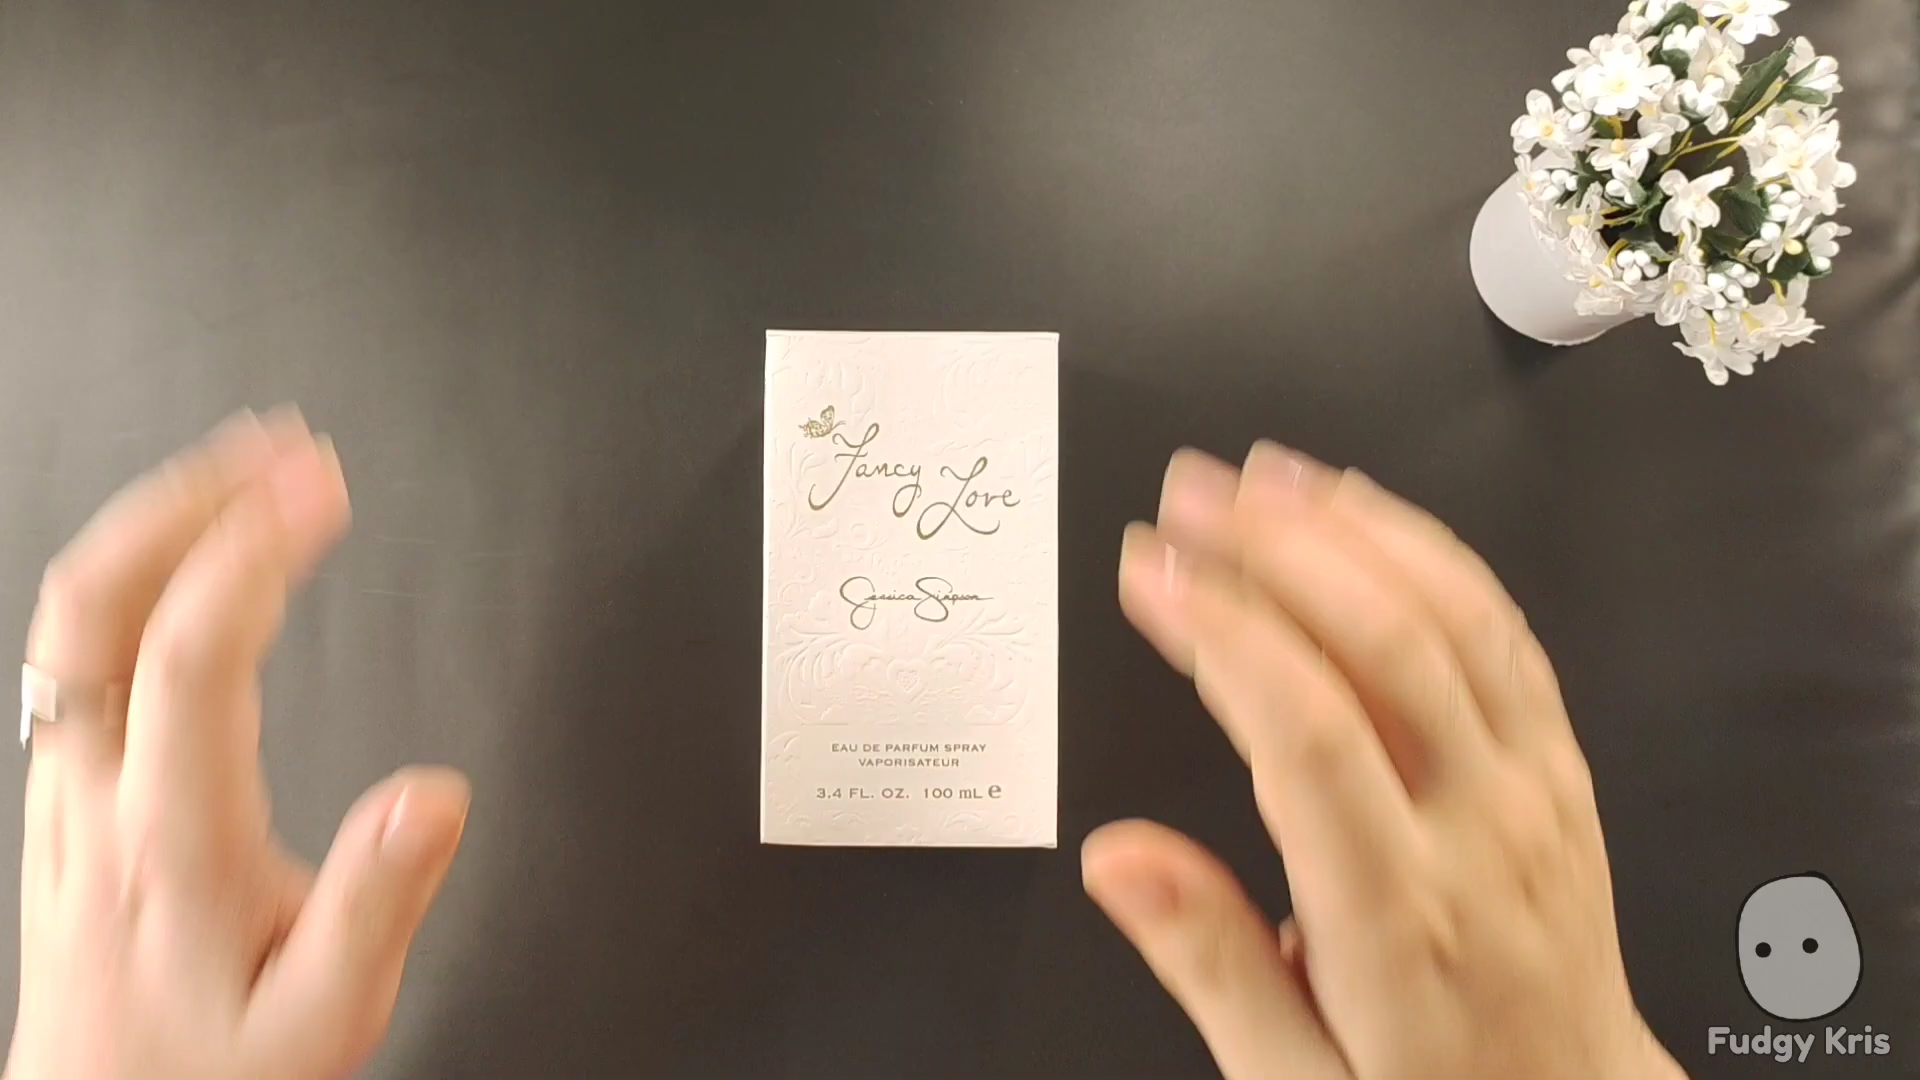 Fancy Love
Jessica Simpson
EAU DE PARFUM SPRAY
VAPORISATEUR
3.4 FL. OZ. 100 mL e
Fudgy Kris